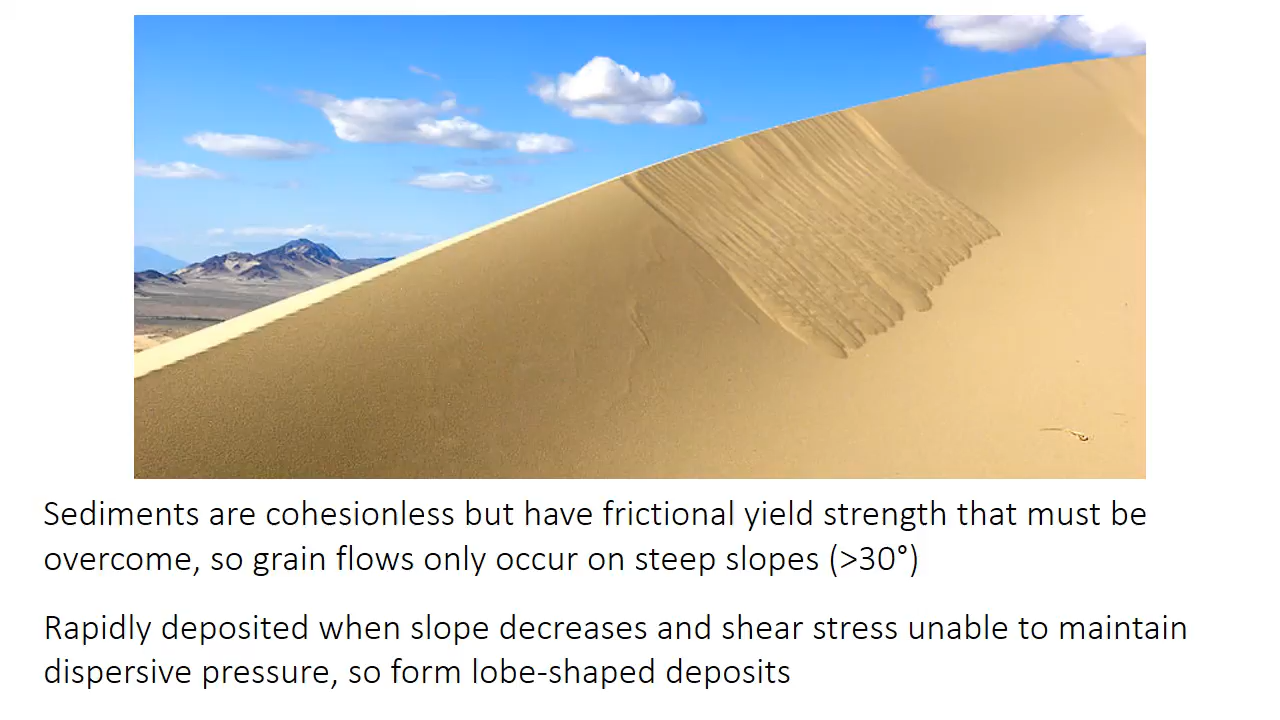 Sediments are cohesionless but have frictional yield strength that must be
overcome, so grain flows only occur on steep slopes (>30°)
Rapidly deposited when slope decreases and shear stress unable to maintain
dispersive pressure, so form lobe-shaped deposits